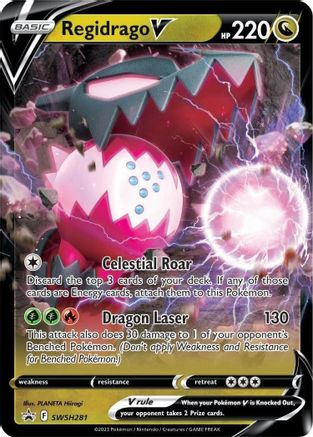 BASIC
Regidrago V
HP 220
Celestial Roar
Discard the top 3 cards of your deck. If any of those
cards are Energy cards, attach them to this Pokémon.
Dragon Laser 130
This attack also does 30 damage to 1 of your opponent's
Benched Pokémon. (Don't apply Weakness and Resistance
for Benched Pokémon.)
weakness resistance retreat
Illus. PLANETA Hiiragi
V rule
When your Pokémon V is Knocked Out,
your opponent takes 2 Prize cards.
F SWSH281
©2023 Pokémon / Nintendo / Creatures / GAME FREAK